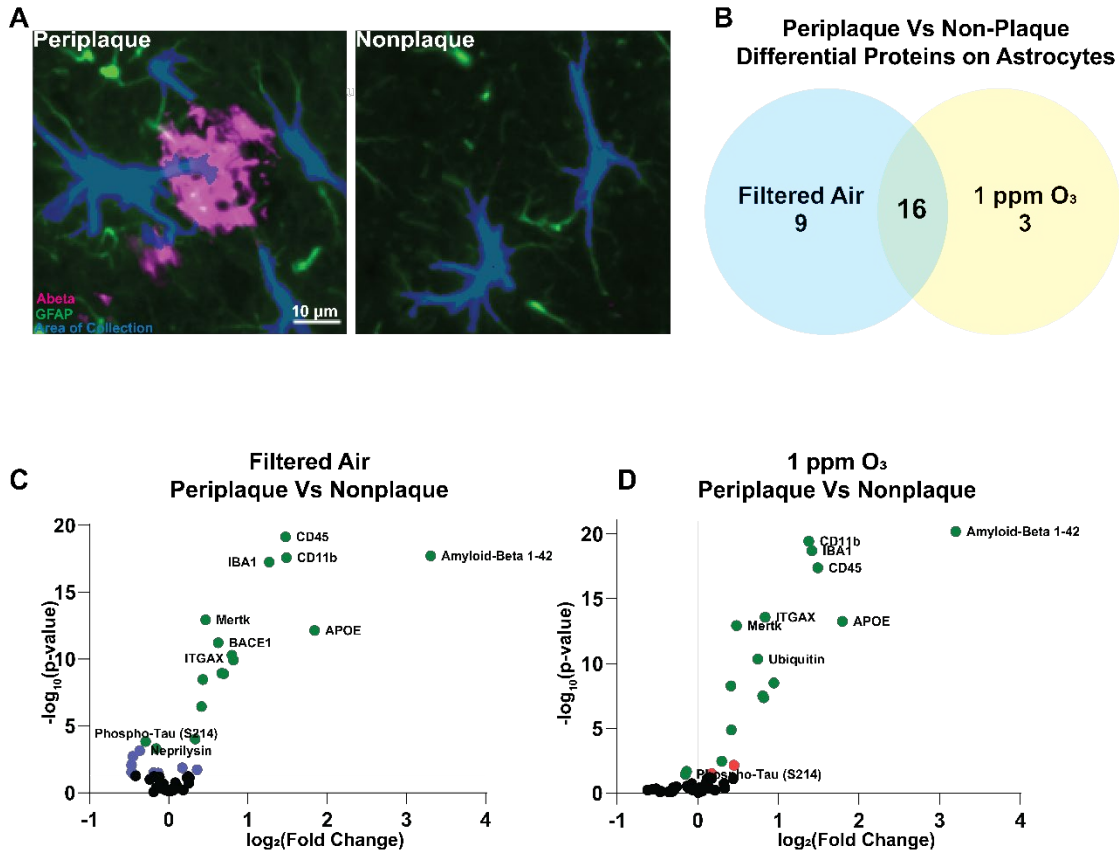 A
Periplaque
Nonplaque
Abeta
GFAP
Area of Collection
10 µm
B
Periplaque Vs Non-Plaque
Differential Proteins on Astrocytes
Filtered Air
9
16
1 ppm O₃
3
C
Filtered Air
Periplaque Vs Nonplaque
-log₁₀(p-value)
20
15
10
5
0
CD45
CD11b
IBA1
Amyloid-Beta 1-42
Mertk
APOE
BACE1
ITGAX
Phospho-Tau (S214)
Neprilysin
-1 0 1 2 3 4
log₂(Fold Change)
D
1 ppm O₃
Periplaque Vs Nonplaque
-log₁₀(p-value)
20
15
10
5
0
Amyloid-Beta 1-42
CD11b
IBA1
CD45
ITGAX
Mertk
APOE
Ubiquitin
Phospho-Tau (S214)
-1 0 1 2 3 4
log₂(Fold Change)